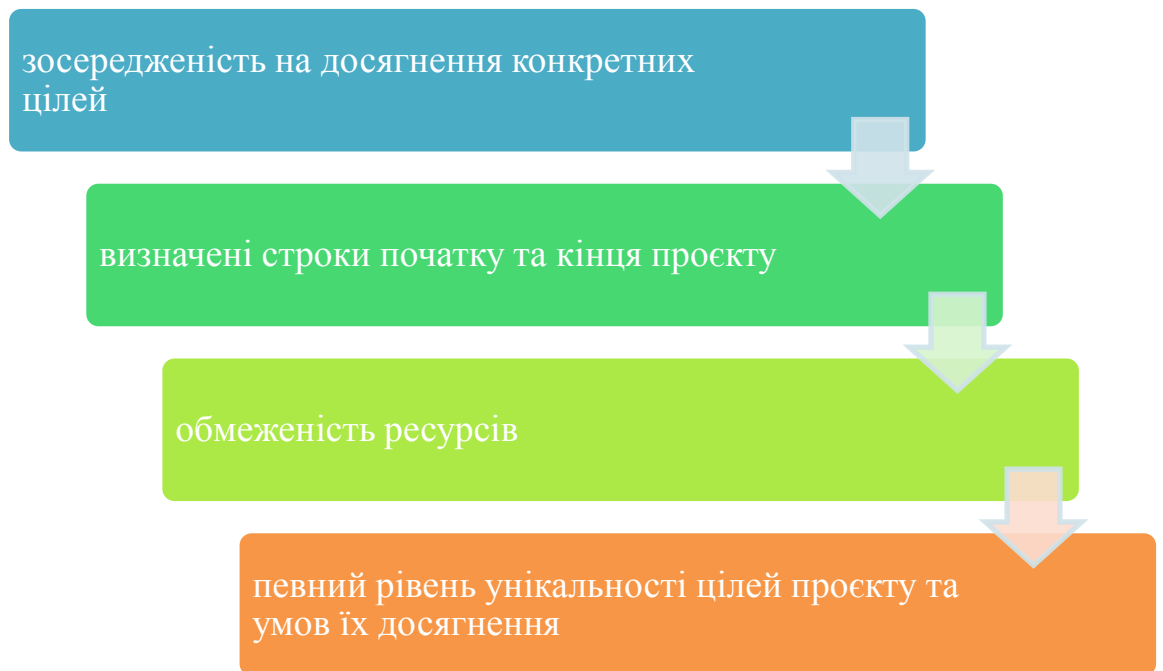 зосередженість на досягнення конкретних
цілей
визначені строки початку та кінця проєкту
обмеженість ресурсів
певний рівень унікальності цілей проєкту та
умов їх досягнення